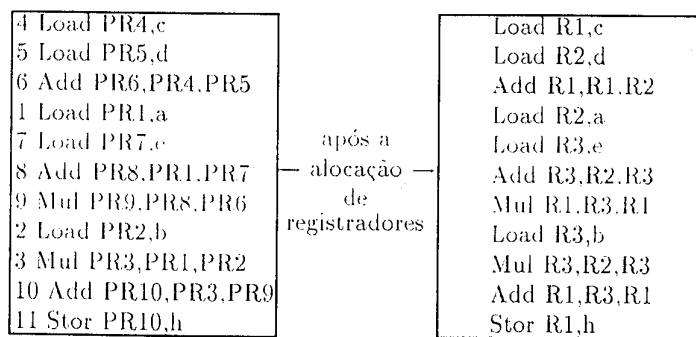 4 Load PR4,c
5 Load PR5,d
6 Add PR6,PR4,PR5
1 Load PR1,a
7 Load PR7,e
8 Add PR8,PR1,PR7
9 Mul PR9,PR8,PR6
2 Load PR2,b
3 Mul PR3,PR1,PR2
10 Add PR10,PR3,PR9
11 Stor PR10,h
após a
alocação
de
registradores
Load R1,c
Load R2,d
Add R1,R1,R2
Load R2,a
Load R3,e
Add R3,R2,R3
Mul R1,R3,R1
Load R3,b
Mul R3,R2,R3
Add R1,R3,R1
Stor R1,h